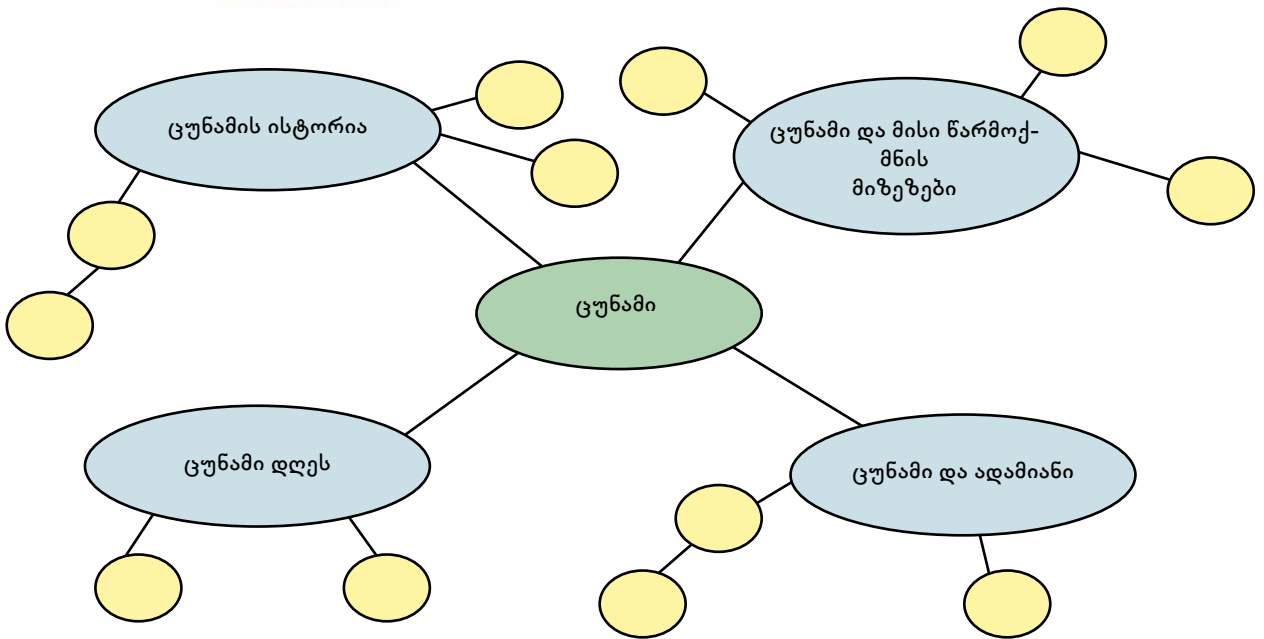 ცუნამის ისტორია
ცუნამი და მისი წარმოქ-
მნის
მიზეზები
ცუნამი
ცუნამი დღეს
ცუნამი და ადამიანი